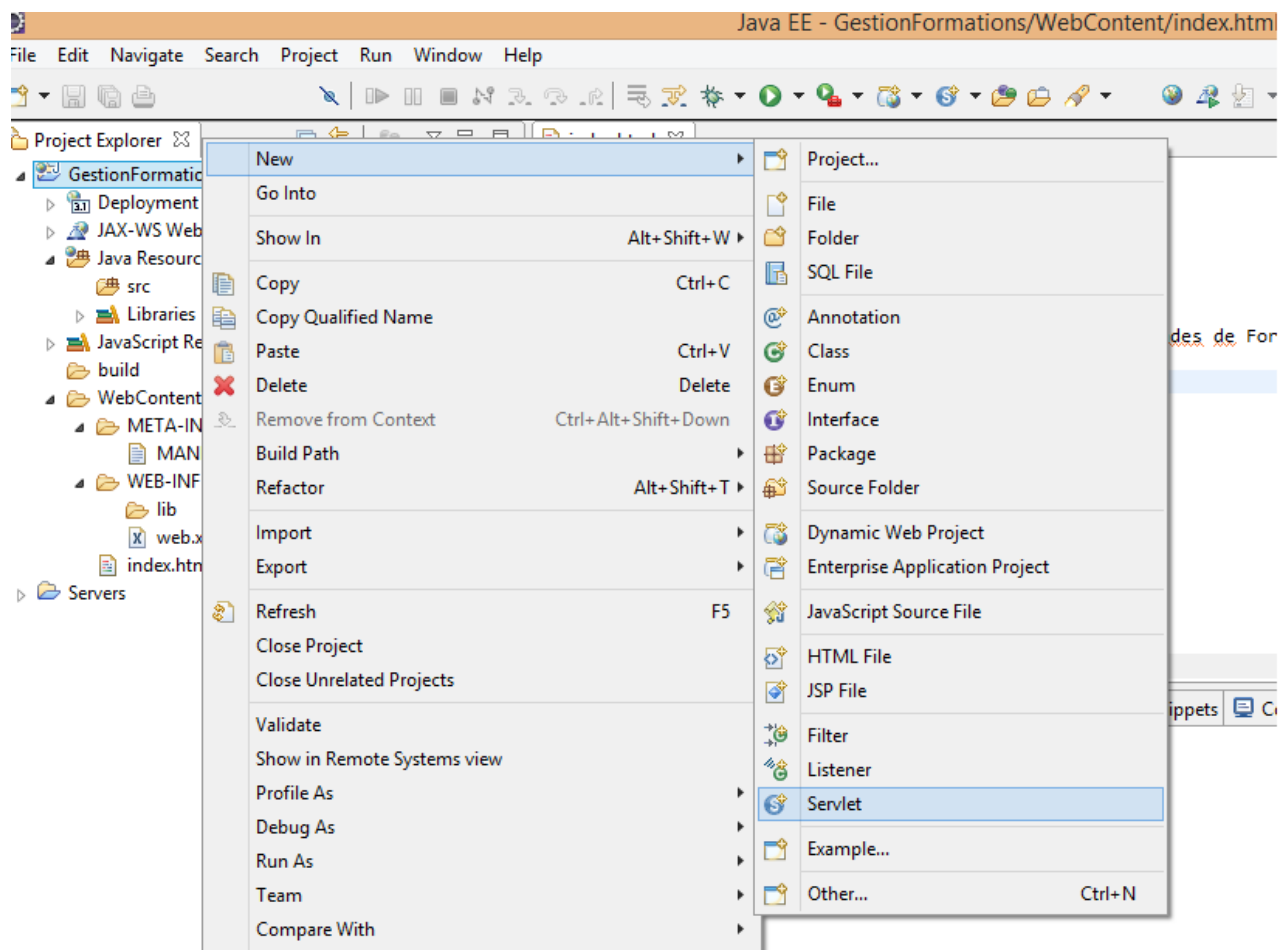 Java EE - GestionFormations/WebContent/index.html
File Edit Navigate Search Project Run Window Help
Project Explorer
GestionFormatic
3.1 Deployment
JAX-WS Web
Java Resourc
src
Libraries
JavaScript Re
build
WebContent
META-IN
MAN
WEB-INF
lib
web.x
index.htm
Servers
New
Go Into
Show In Alt+Shift+W
Copy Ctrl+C
Copy Qualified Name
Paste Ctrl+V
Delete Delete
Remove from Context Ctrl+Alt+Shift+Down
Build Path
Refactor Alt+Shift+T
Import
Export
Refresh F5
Close Project
Close Unrelated Projects
Validate
Show in Remote Systems view
Profile As
Debug As
Run As
Team
Compare With
Project...
File
Folder
SQL File
Annotation
Class
Enum
Interface
Package
Source Folder
Dynamic Web Project
Enterprise Application Project
JavaScript Source File
HTML File
JSP File
Filter
Listener
Servlet
Example...
Other... Ctrl+N
des de For
ippets